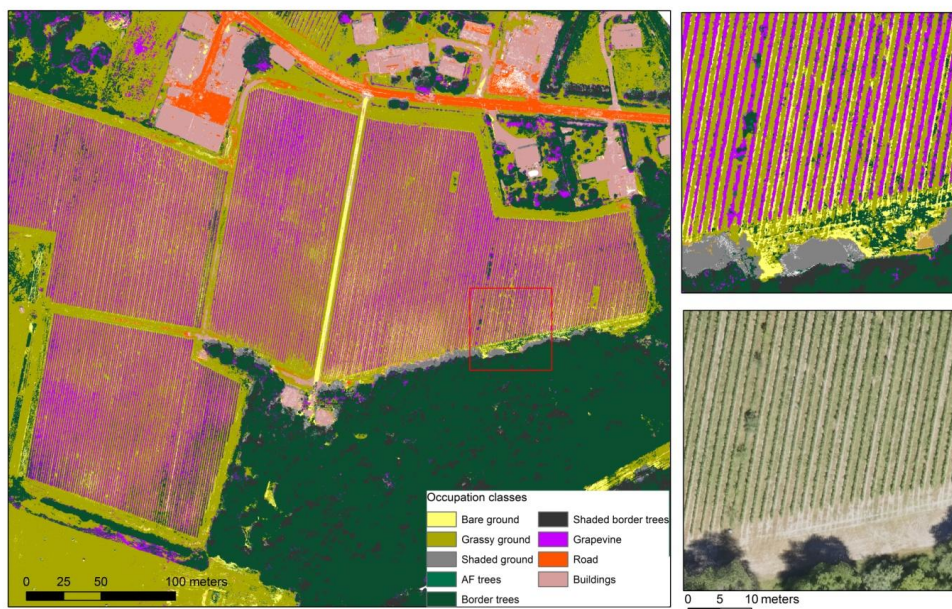 Occupation classes
Bare ground
Grassy ground
Shaded ground
AF trees
Border trees
Shaded border trees
Grapevine
Road
Buildings
0 25 50 100 meters
0 5 10 meters